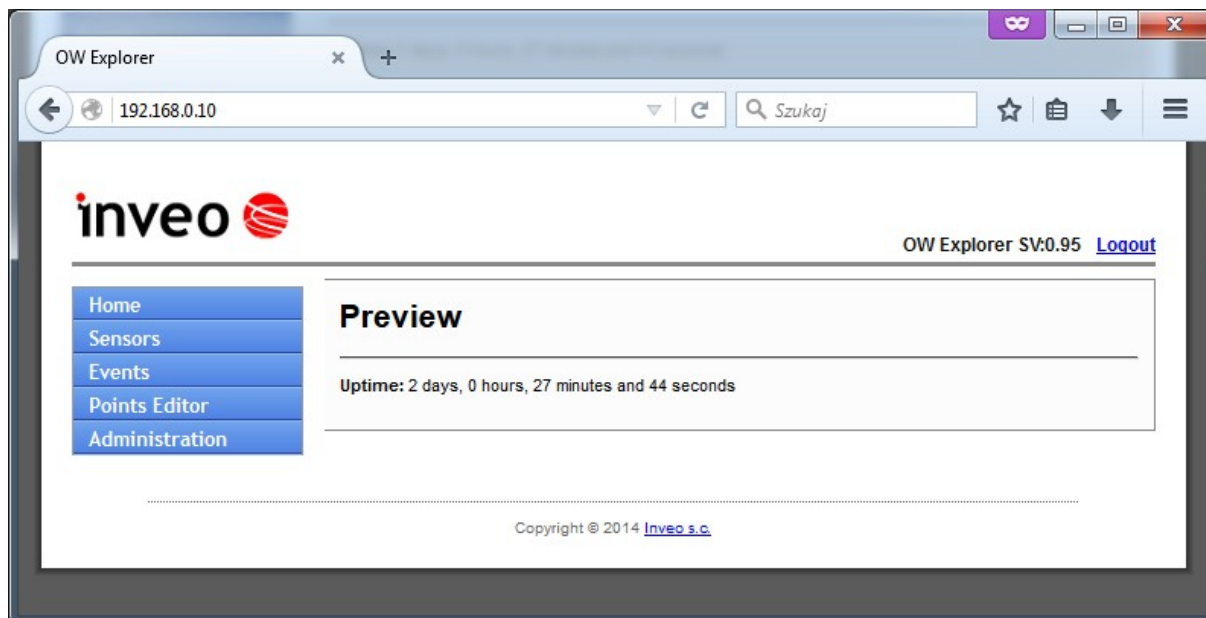 OW Explorer
192.168.0.10
Szukaj
inveo
OW Explorer SV:0.95 Logout
Home
Sensors
Events
Points Editor
Administration
Preview
Uptime: 2 days, 0 hours, 27 minutes and 44 seconds
Copyright © 2014 Inveo s.c.